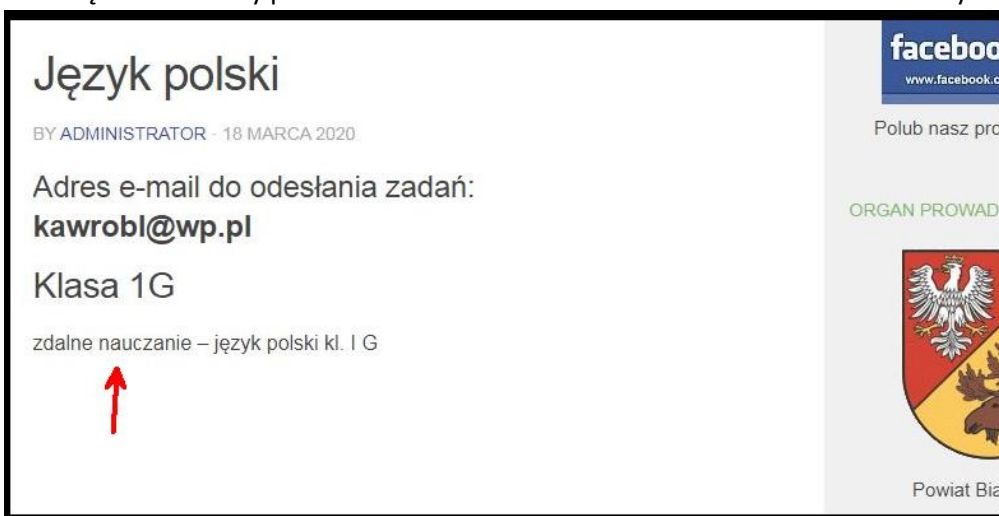 Język polski
BY ADMINISTRATOR - 18 MARCA 2020
Adres e-mail do odesłania zadań:
kawrobl@wp.pl
Klasa 1G
zdalne nauczanie – język polski kl. I G
faceboo
www.facebook.c
Polub nasz pro
ORGAN PROWAD
Powiat Bia